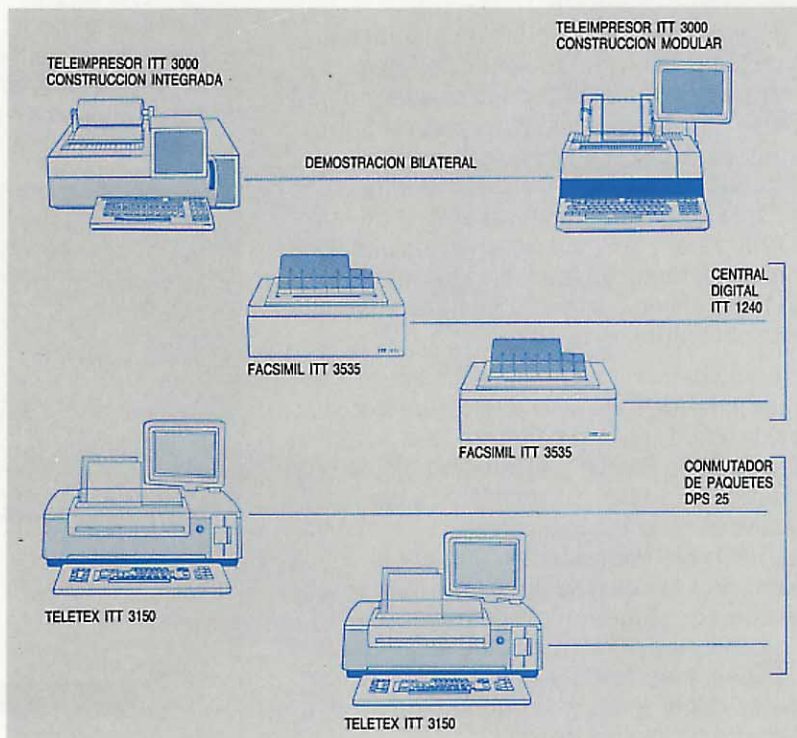 TELEIMPRESOR ITT 3000
CONSTRUCCION INTEGRADA
TELEIMPRESOR ITT 3000
CONSTRUCCION MODULAR
DEMOSTRACION BILATERAL
CENTRAL
DIGITAL
ITT 1240
FACSIMIL ITT 3535
FACSIMIL ITT 3535
CONMUTADOR
DE PAQUETES
DPS 25
TELETEX ITT 3150
TELETEX ITT 3150